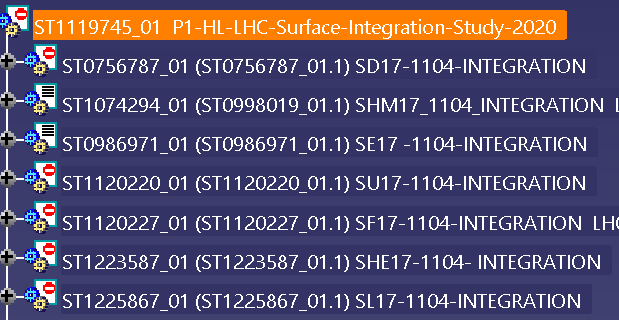 ST1119745_01 P1-HL-LHC-Surface-Integration-Study-2020
ST0756787_01 (ST0756787_01.1) SD17-1104-INTEGRATION
ST1074294_01 (ST0998019_01.1) SHM17_1104_INTEGRATION
ST0986971_01 (ST0986971_01.1) SE17 -1104-INTEGRATION
ST1120220_01 (ST1120220_01.1) SU17-1104-INTEGRATION
ST1120227_01 (ST1120227_01.1) SF17-1104-INTEGRATION
ST1223587_01 (ST1223587_01.1) SHE17-1104- INTEGRATION
ST1225867_01 (ST1225867_01.1) SL17-1104-INTEGRATION